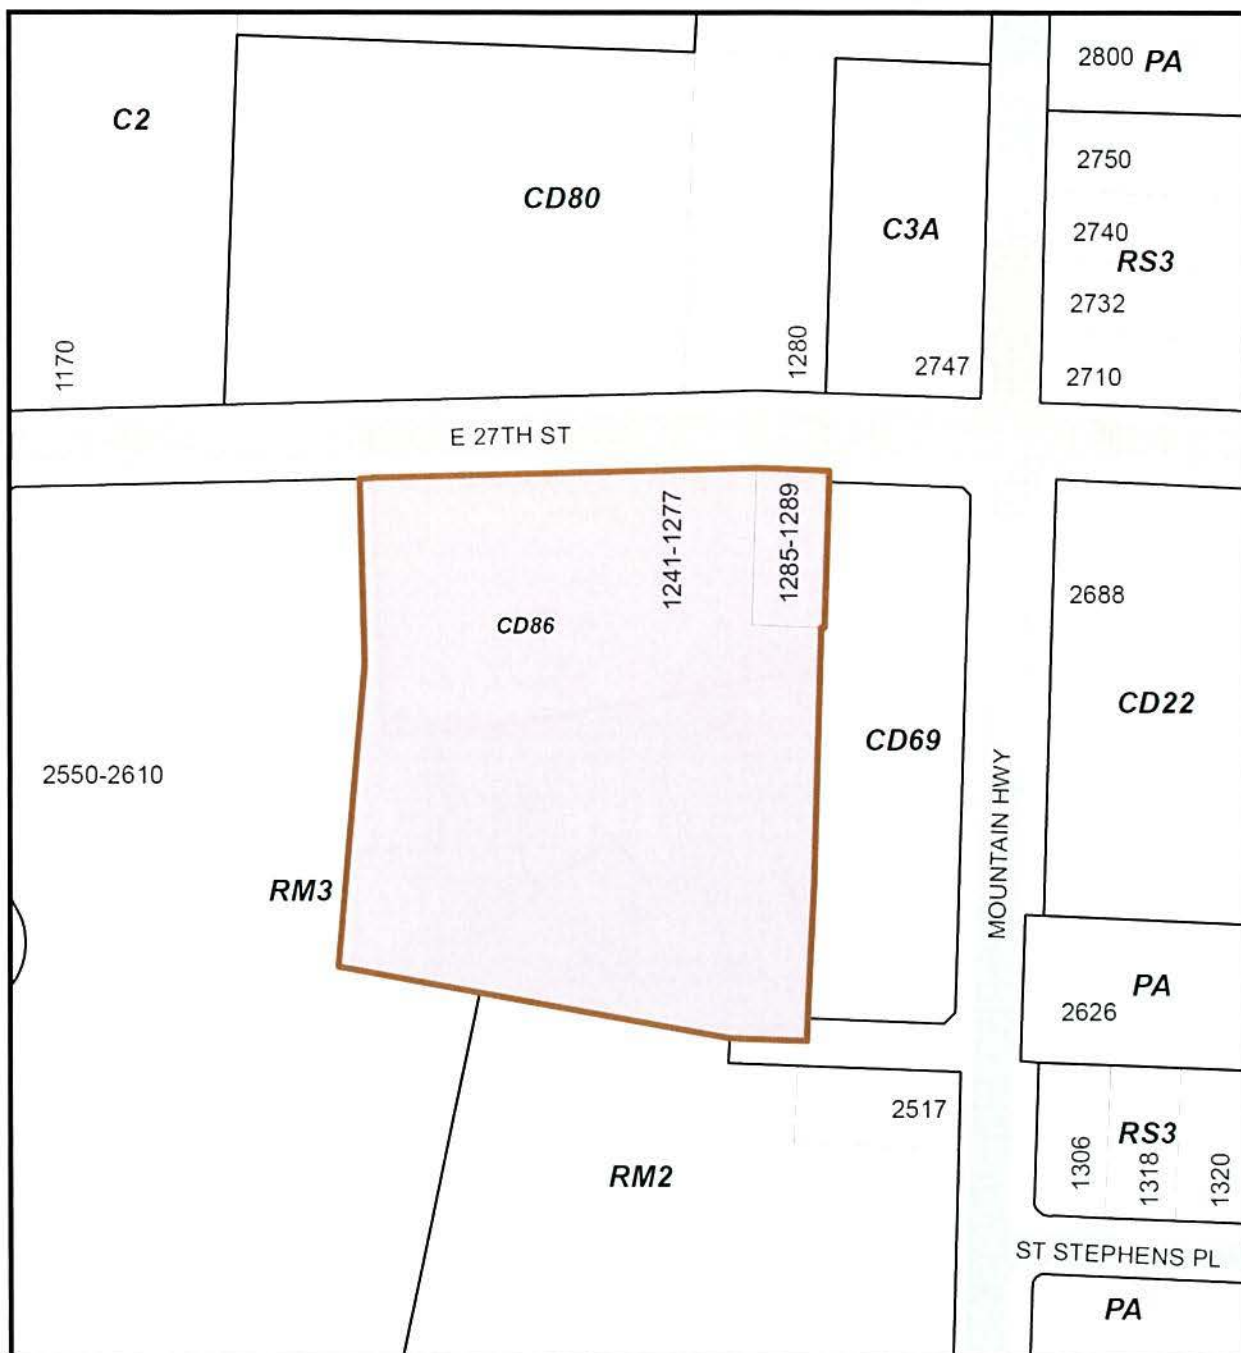 2800 PA
C2
2750
CD80
C3A
2740
RS3
2732
1170
1280
2747
2710
E 27TH ST
1241-1277
1285-1289
2688
CD86
CD22
CD69
2550-2610
MOUNTAIN HWY
RM3
PA
2626
2517
RS3
1306
1318
1320
RM2
ST STEPHENS PL
PA